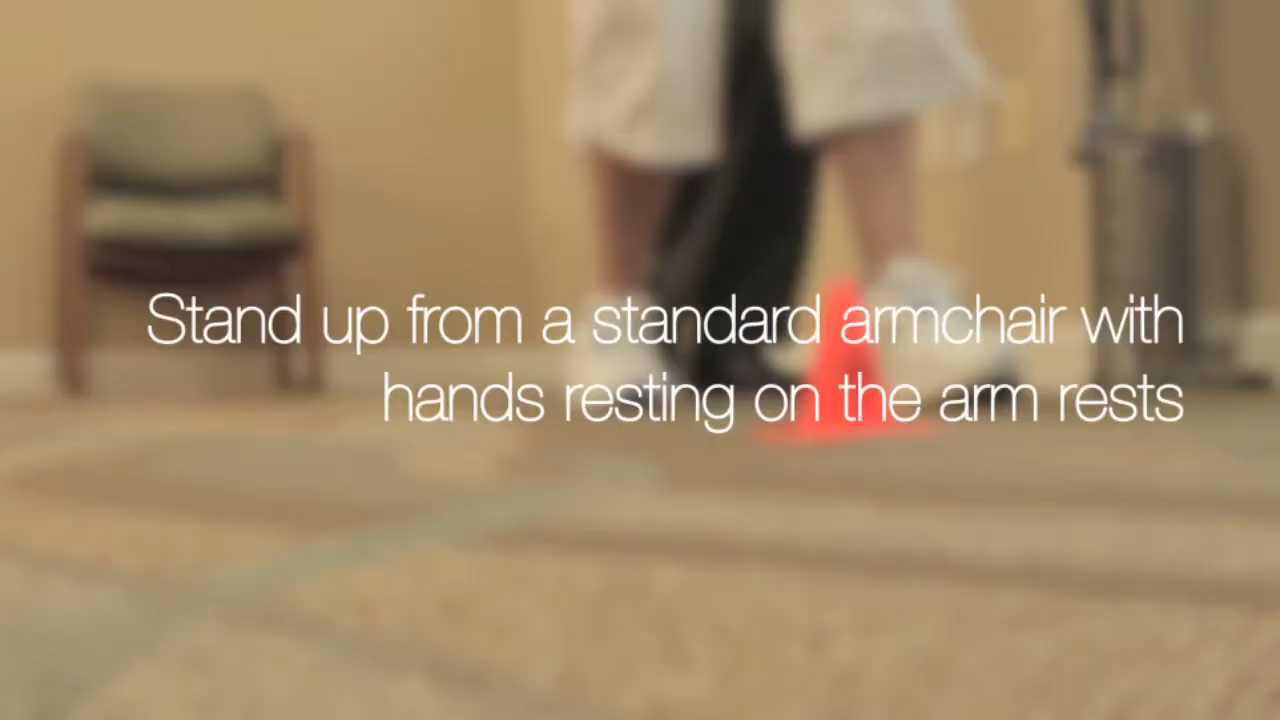 Stand up from a standard armchair with
hands resting on the arm rests